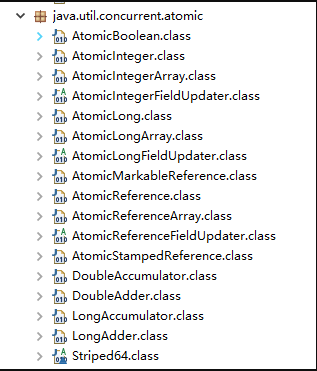 java.util.concurrent.atomic
AtomicBoolean.class
AtomicInteger.class
AtomicIntegerArray.class
AtomicIntegerFieldUpdater.class
AtomicLong.class
AtomicLongArray.class
AtomicLongFieldUpdater.class
AtomicMarkableReference.class
AtomicReference.class
AtomicReferenceArray.class
AtomicReferenceFieldUpdater.class
AtomicStampedReference.class
DoubleAccumulator.class
DoubleAdder.class
LongAccumulator.class
LongAdder.class
Striped64.class